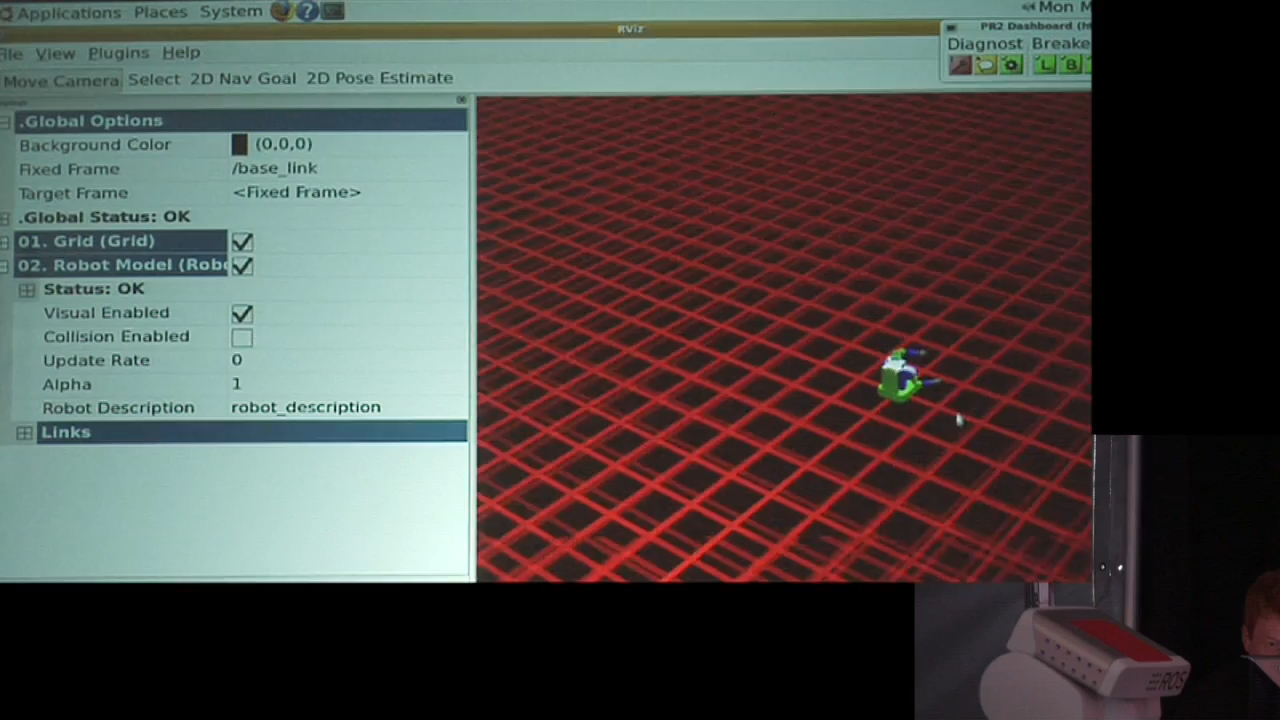 Applications Places System Mon M
RViz
PR2 Dashboard (ht
File View Plugins Help
Diagnost Breake
Move Camera Select 2D Nav Goal 2D Pose Estimate
L B
.Global Options
Background Color (0,0,0)
Fixed Frame /base_link
Target Frame <Fixed Frame>
.Global Status: OK
01. Grid (Grid)
02. Robot Model (Robo
Status: OK
Visual Enabled
Collision Enabled
Update Rate 0
Alpha 1
Robot Description robot_description
Links
ROS